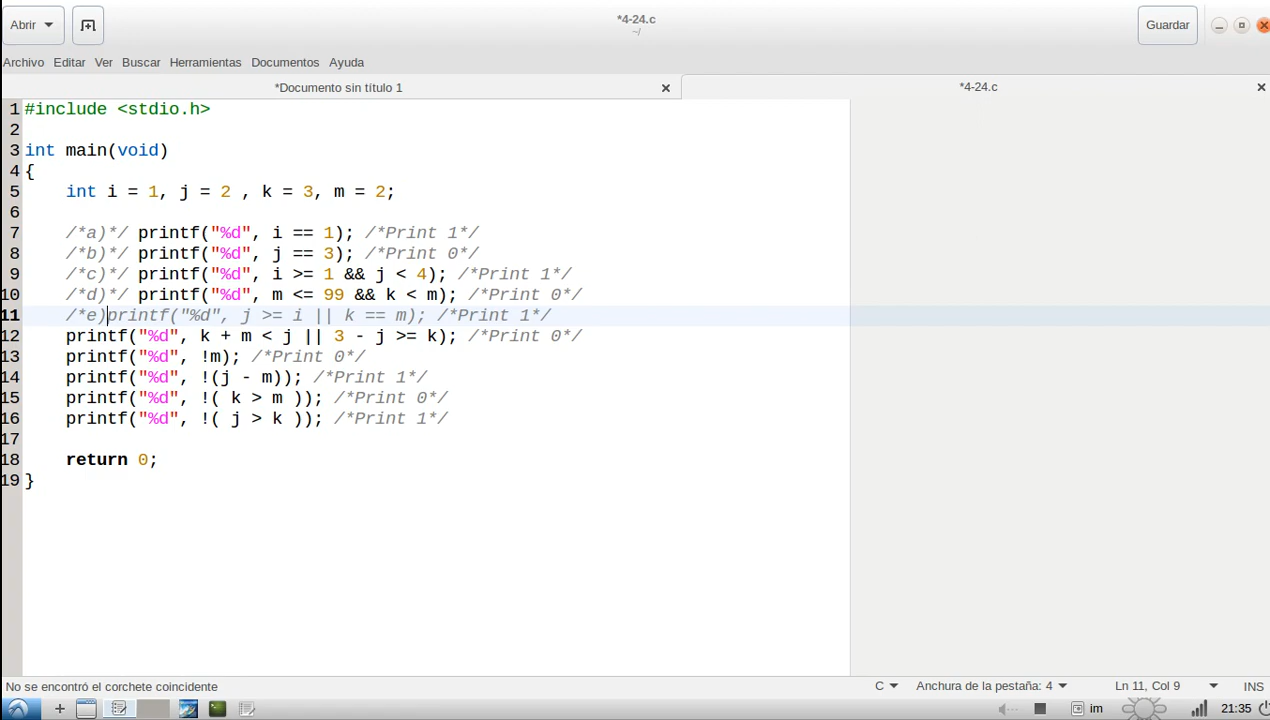 Abrir
*4-24.c
~/
Guardar
Archivo Editar Ver Buscar Herramientas Documentos Ayuda
*Documento sin título 1
*4-24.c
1 #include <stdio.h>
2
3 int main(void)
4 {
5     int i = 1, j = 2 , k = 3, m = 2;
6
7     /*a)*/ printf("%d", i == 1); /*Print 1*/
8     /*b)*/ printf("%d", j == 3); /*Print 0*/
9     /*c)*/ printf("%d", i >= 1 && j < 4); /*Print 1*/
10     /*d)*/ printf("%d", m <= 99 && k < m); /*Print 0*/
11     /*e)printf("%d", j >= i || k == m); /*Print 1*/
12     printf("%d", k + m < j || 3 - j >= k); /*Print 0*/
13     printf("%d", !m); /*Print 0*/
14     printf("%d", !(j - m)); /*Print 1*/
15     printf("%d", !( k > m )); /*Print 0*/
16     printf("%d", !( j > k )); /*Print 1*/
17
18     return 0;
19 }
No se encontró el corchete coincidente
C
Anchura de la pestaña: 4
Ln 11, Col 9
INS
im
21:35